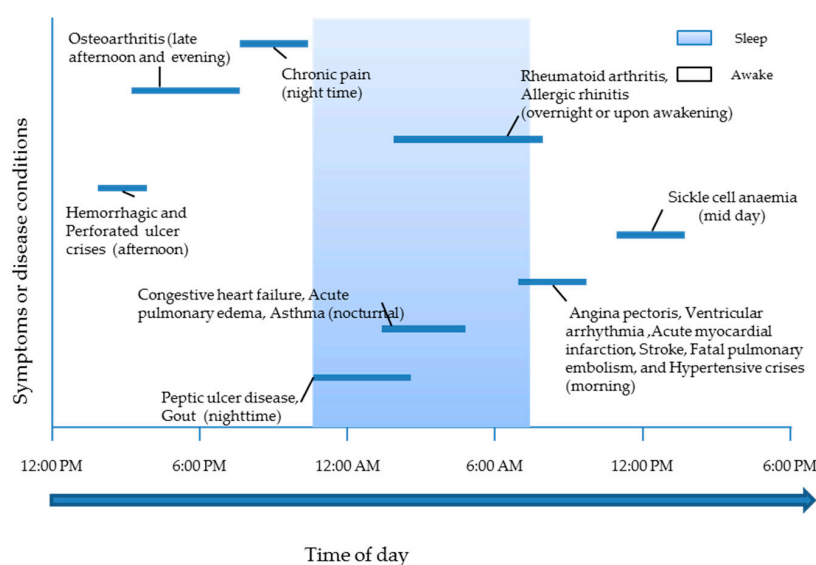 Osteoarthritis (late
afternoon and evening)
Chronic pain
(night time)
Sleep
Awake
Rheumatoid arthritis,
Allergic rhinitis
(overnight or upon awakening)
Hemorrhagic and
Perforated ulcer
crises (afternoon)
Sickle cell anaemia
(mid day)
Congestive heart failure, Acute
pulmonary edema, Asthma (nocturnal)
Angina pectoris, Ventricular
arrhythmia ,Acute myocardial
infarction, Stroke, Fatal pulmonary
embolism, and Hypertensive crises
(morning)
Peptic ulcer disease,
Gout (nighttime)
Symptoms or disease conditions
12:00 PM
6:00 PM
12:00 AM
6:00 AM
12:00 PM
6:00 PM
Time of day